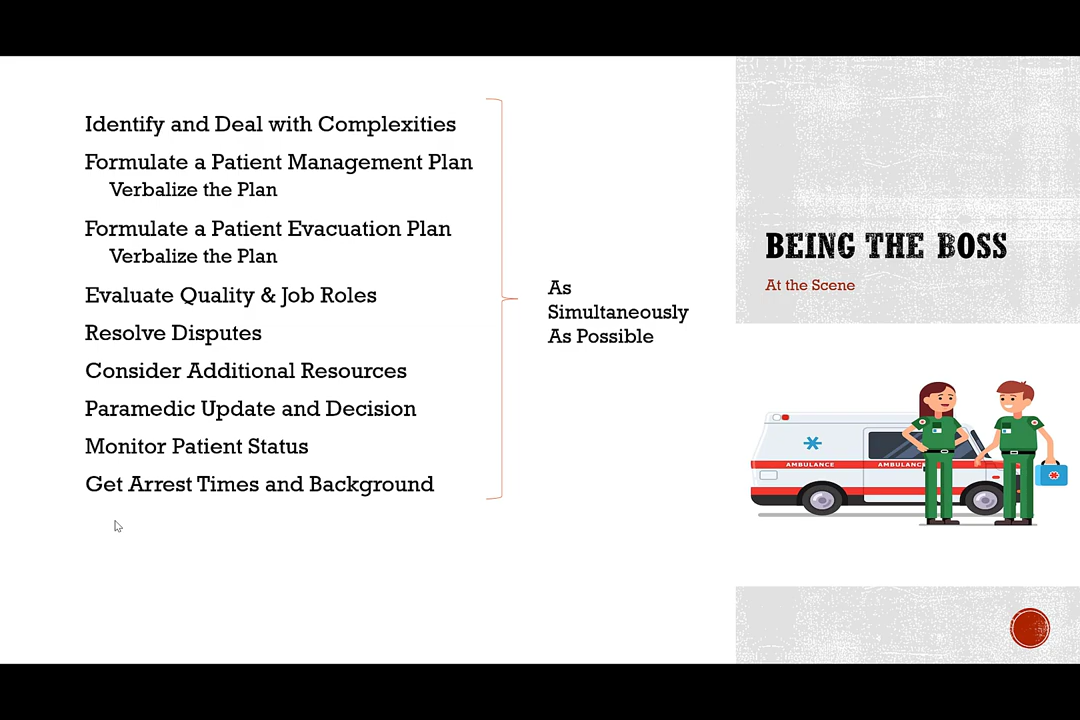 Identify and Deal with Complexities
Formulate a Patient Management Plan
Verbalize the Plan
Formulate a Patient Evacuation Plan
Verbalize the Plan
Evaluate Quality & Job Roles
Resolve Disputes
Consider Additional Resources
Paramedic Update and Decision
Monitor Patient Status
Get Arrest Times and Background
As
Simultaneously
As Possible
BEING THE BOSS
At the Scene
AMBULANCE
AMBULANC